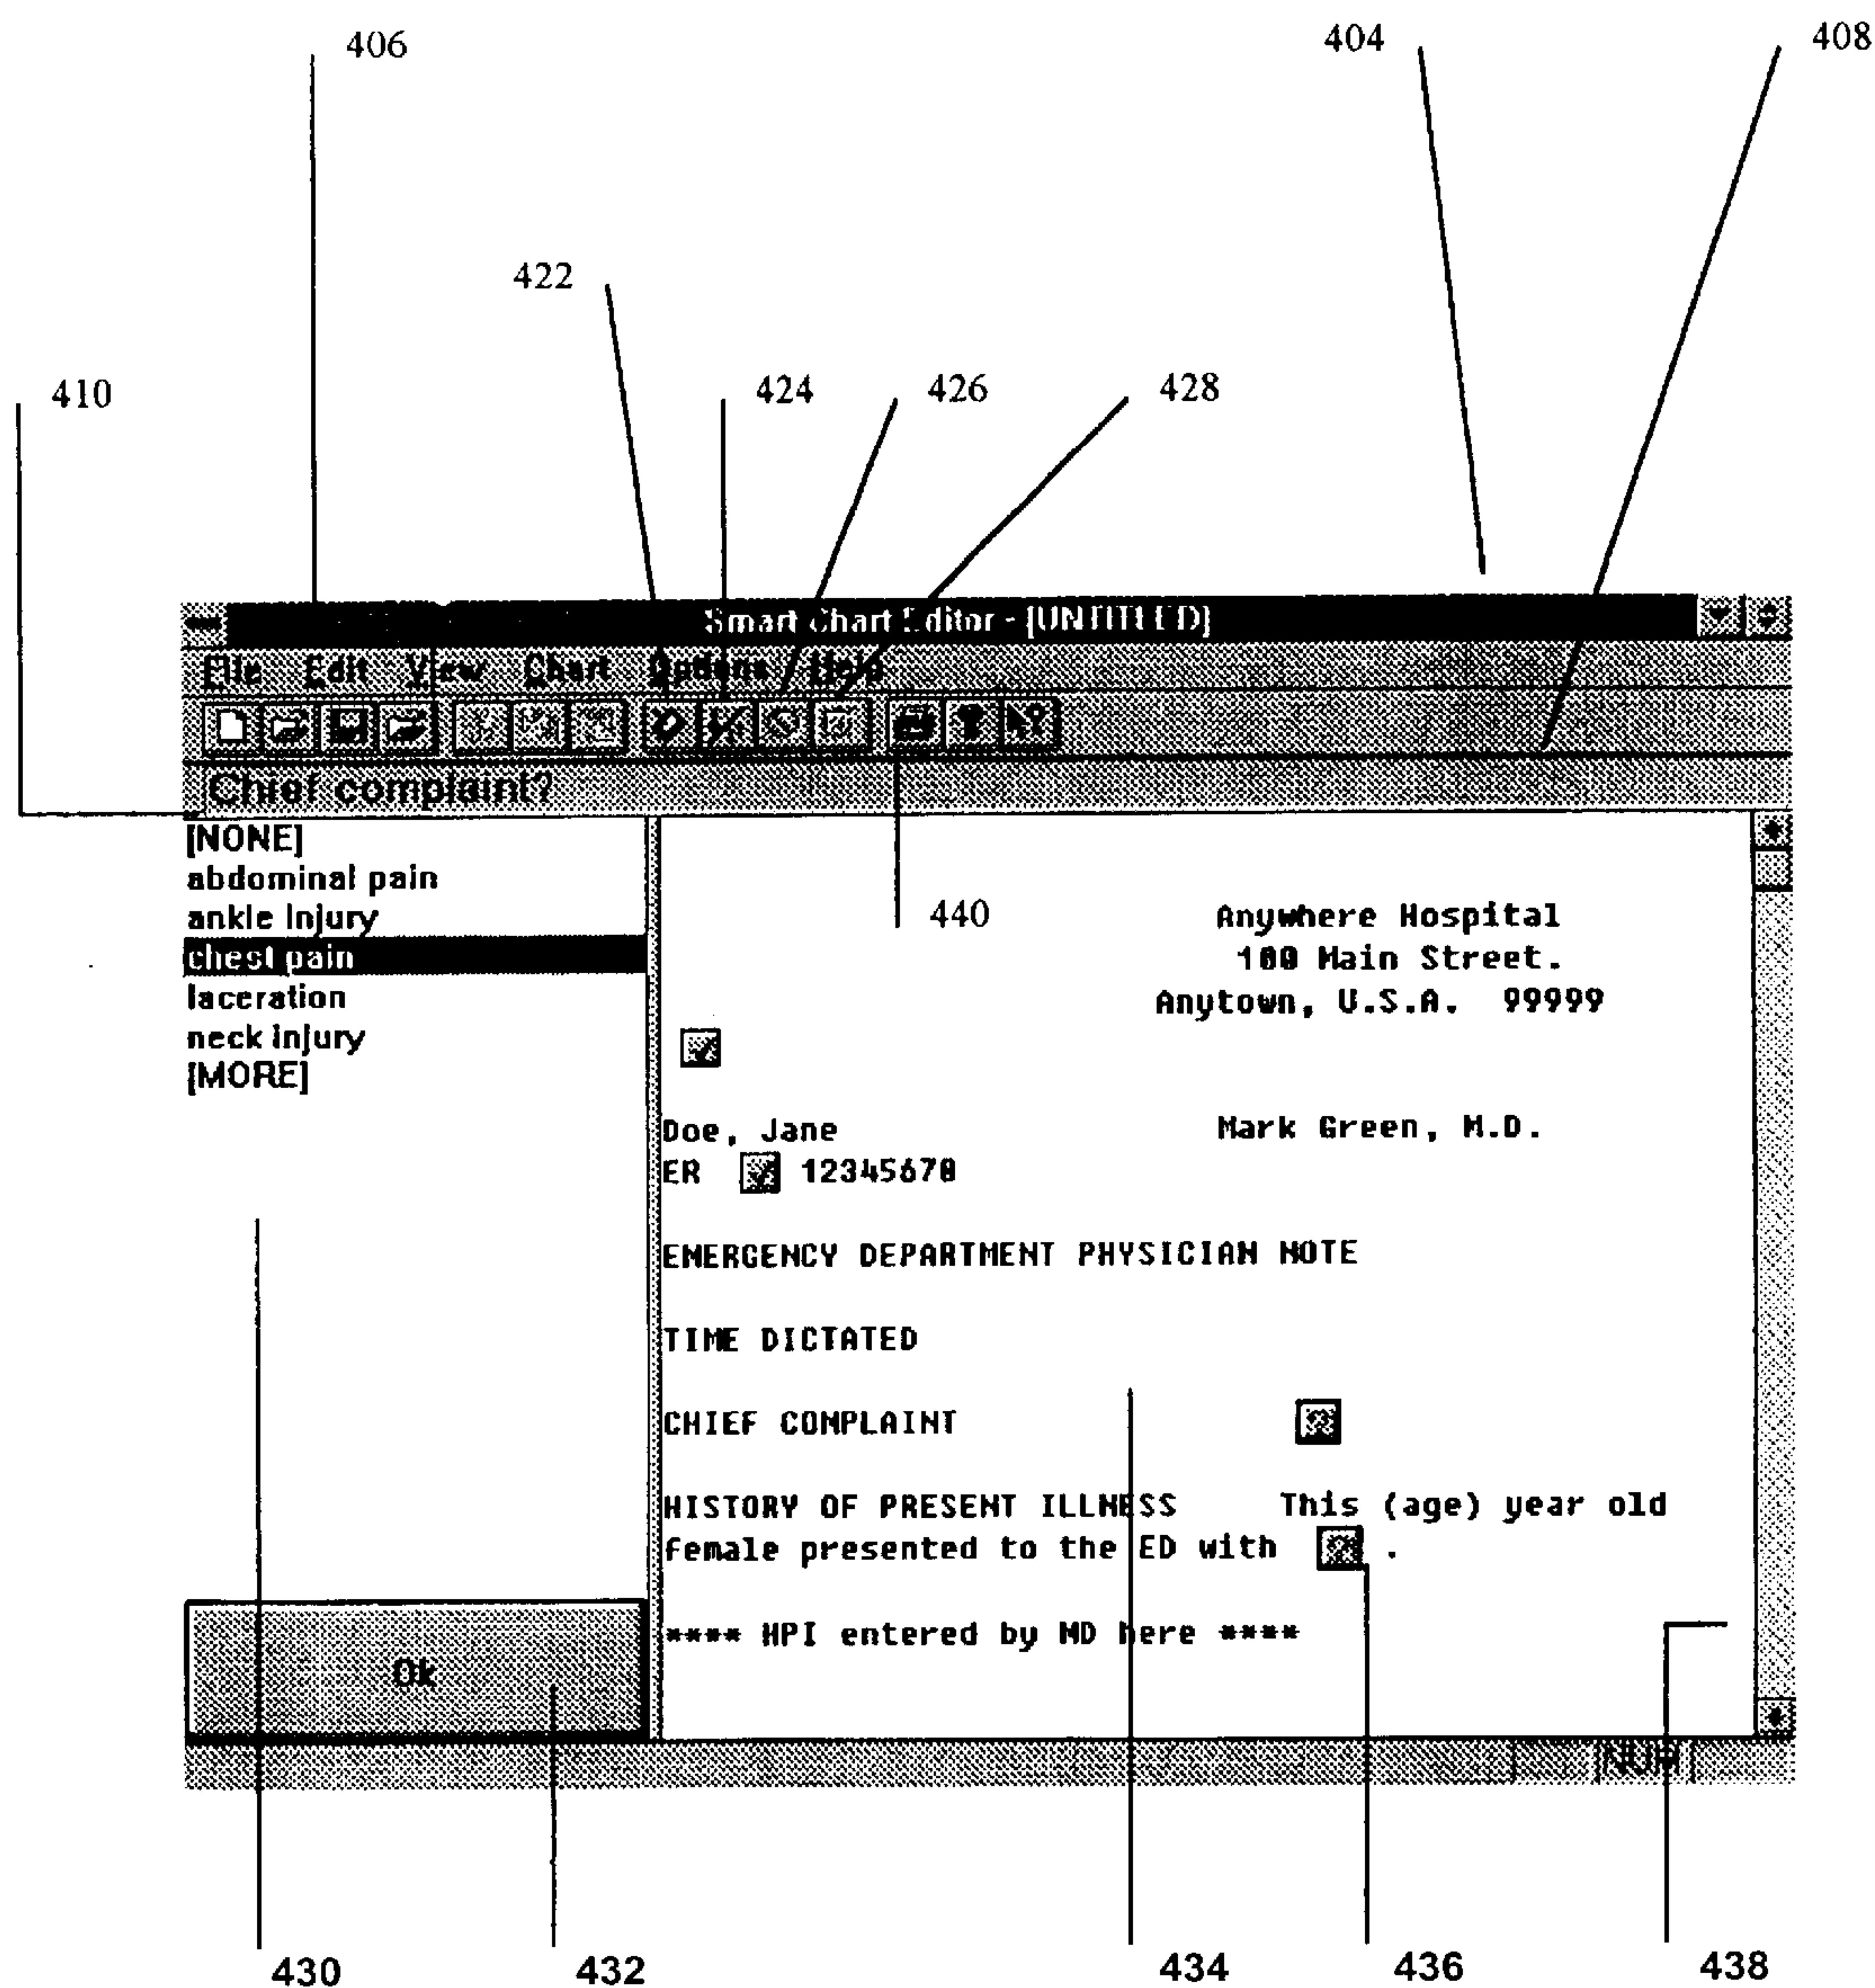 406
404
408
422
410
424
426
428
Smart Chart Editor - [UNTITLED]
File Edit View Chart Options Help
Chief complaint?
[NONE]
abdominal pain
ankle injury
chest pain
laceration
neck injury
[MORE]
Ok
440
Anywhere Hospital
100 Main Street.
Anytown, U.S.A. 99999
Doe, Jane Mark Green, M.D.
ER 12345678
EMERGENCY DEPARTMENT PHYSICIAN NOTE
TIME DICTATED
CHIEF COMPLAINT ?
HISTORY OF PRESENT ILLNESS This (age) year old
female presented to the ED with ? .
**** HPI entered by MD here ****
NUM
430
432
434
436
438